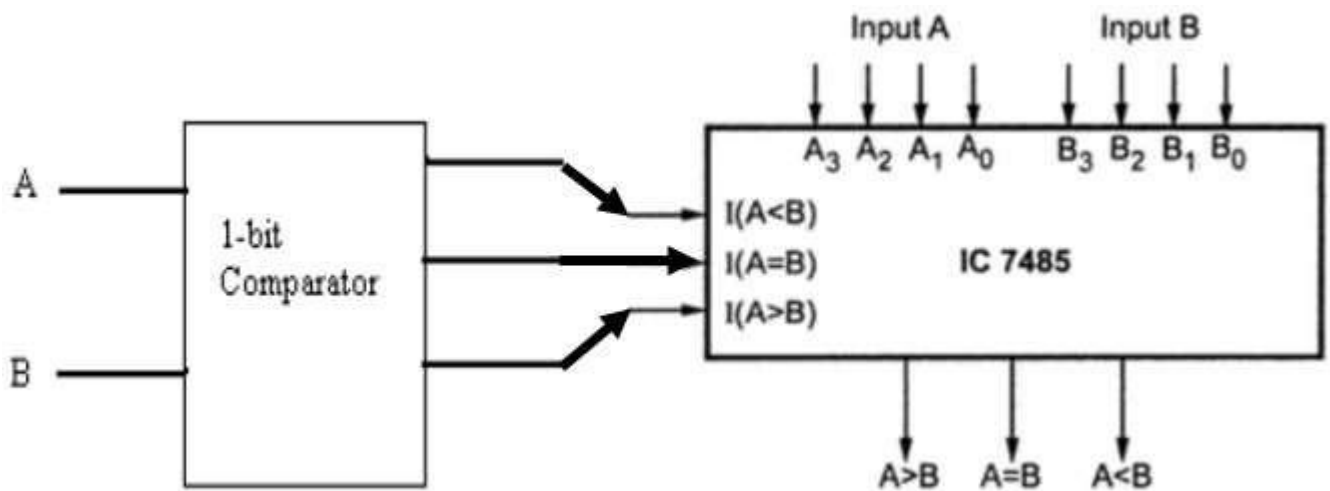 Input A Input B
A₃ A₂ A₁ A₀ B₃ B₂ B₁ B₀
A
1-bit
Comparator
B
I(A<B)
I(A=B)
I(A>B)
IC 7485
A>B A=B A<B